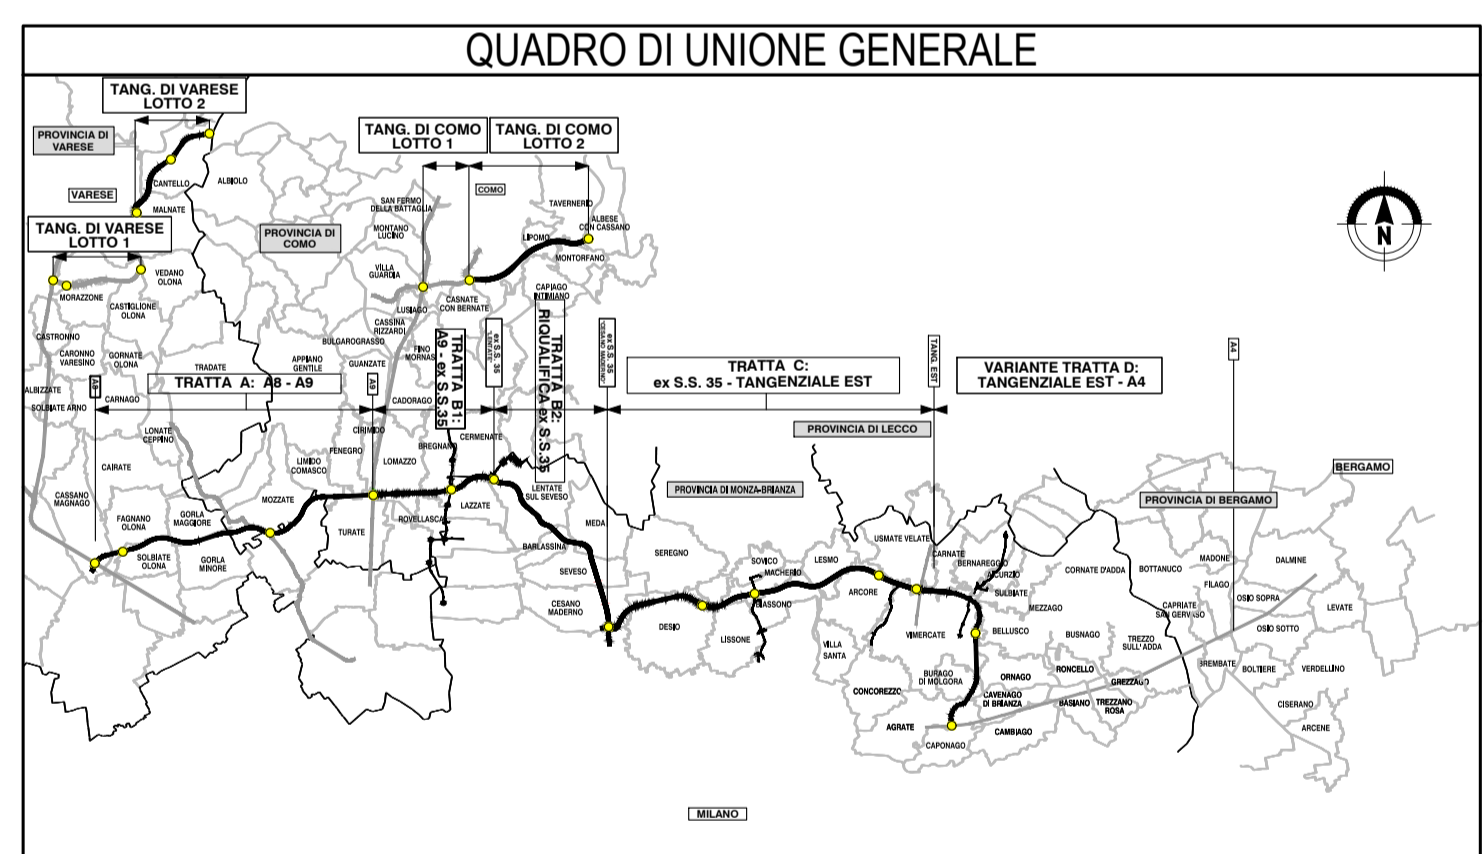 QUADRO DI UNIONE GENERALE
TANG. DI VARESE
LOTTO 2
PROVINCIA DI
VARESE
CANTELLO
ALBIOLO
VARESE
MALNATE
TANG. DI VARESE
LOTTO 1
PROVINCIA DI
COMO
TANG. DI COMO
LOTTO 1
TANG. DI COMO
LOTTO 2
COMO
SAN FERMO
DELLA BATTAGLIA
MONTANO
LUCINO
VILLA
GUARDIA
TAVERNERIO
ALBESE
CON CASSANO
LIPOMO
MONTORFANO
CAPIAGO
INTIMIANO
CASNATE
CON BERNATE
LUSIAGO
CASSINA
RIZZARDI
BULGAROGRASSO
FINO
MORNAS
GUANZATE
N
VEDANO
OLONA
MORAZZONE
CASTIGLIONE
OLONA
CASTRONNO
CARONNO
VARESINO
GORNATE
OLONA
ALBIZZATE
SOLBIATE ARNO
CARNAGO
TRADATE
APPIANO
GENTILE
A8
TRATTA A: A8 - A9
A9
CADORAGO
TRATTA B1:
A9 - ex S.S.35
ex S.S. 35
"LENTATE"
TRATTA B2:
RIQUALIFICA ex S.S.35
ex S.S. 35
"CESANO MADERNO"
TRATTA C:
ex S.S. 35 - TANGENZIALE EST
TANG. EST
VARIANTE TRATTA D:
TANGENZIALE EST - A4
A4
PROVINCIA DI LECCO
BERGAMO
PROVINCIA DI MONZA-BRIANZA
PROVINCIA DI BERGAMO
LONATE
CEPPINO
CAIRATE
CASSANO
MAGNAGO
FAGNANO
OLONA
GORLA
MAGGIORE
SOLBIATE
OLONA
GORLA
MINORE
MOZZATE
LIMIDO
COMASCO
FENEGRO
CIRIMIDO
LOMAZZO
BREGNANO
CERMENATE
TURATE
ROVELLASCA
LAZZATE
LENTATE
SUL SEVESO
MEDA
BARLASSINA
SEVESO
CESANO
MADERNO
SEREGNO
DESIO
LISSONE
SOVICO
MACHERIO
BIASSONO
LESMO
ARCORE
USMATE VELATE
CARNATE
BERNAREGGIO
AICURZIO
SULBIATE
MEZZAGO
CORNATE D'ADDA
BOTTANUCO
MADONE
FILAGO
DALMINE
OSIO SOPRA
CAPRIATE
SAN GERVASO
LEVATE
OSIO SOTTO
VILLA
SANTA
VIMERCATE
BELLUSCO
BUSNAGO
TREZZO
SULL' ADDA
RONCELLO
GREZZAGO
BREMBATE
BOLTIERE
VERDELLINO
CONCOREZZO
BURAGO
DI MOLGORA
ORNAGO
CAVENAGO
DI BRIANZA
BASIANO
TREZZANO
ROSA
CISERANO
ARCENE
AGRATE
CAMBIAGO
CAPONAGO
MILANO